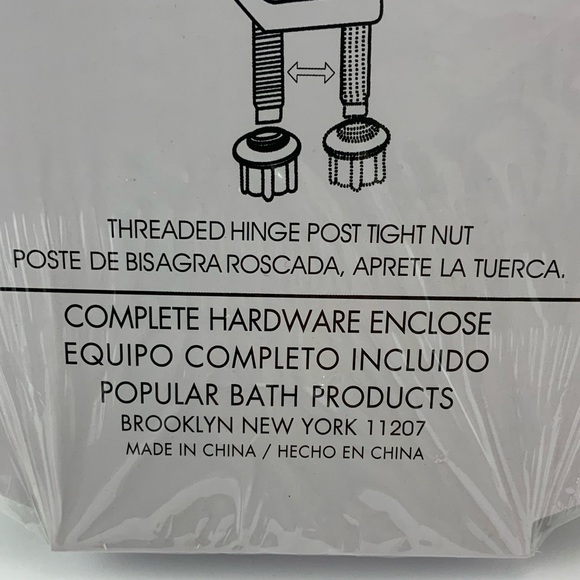 THREADED HINGE POST TIGHT NUT
POSTE DE BISAGRA ROSCADA, APRETE LA TUERCA.
COMPLETE HARDWARE ENCLOSE
EQUIPO COMPLETO INCLUIDO
POPULAR BATH PRODUCTS
BROOKLYN NEW YORK 11207
MADE IN CHINA / HECHO EN CHINA